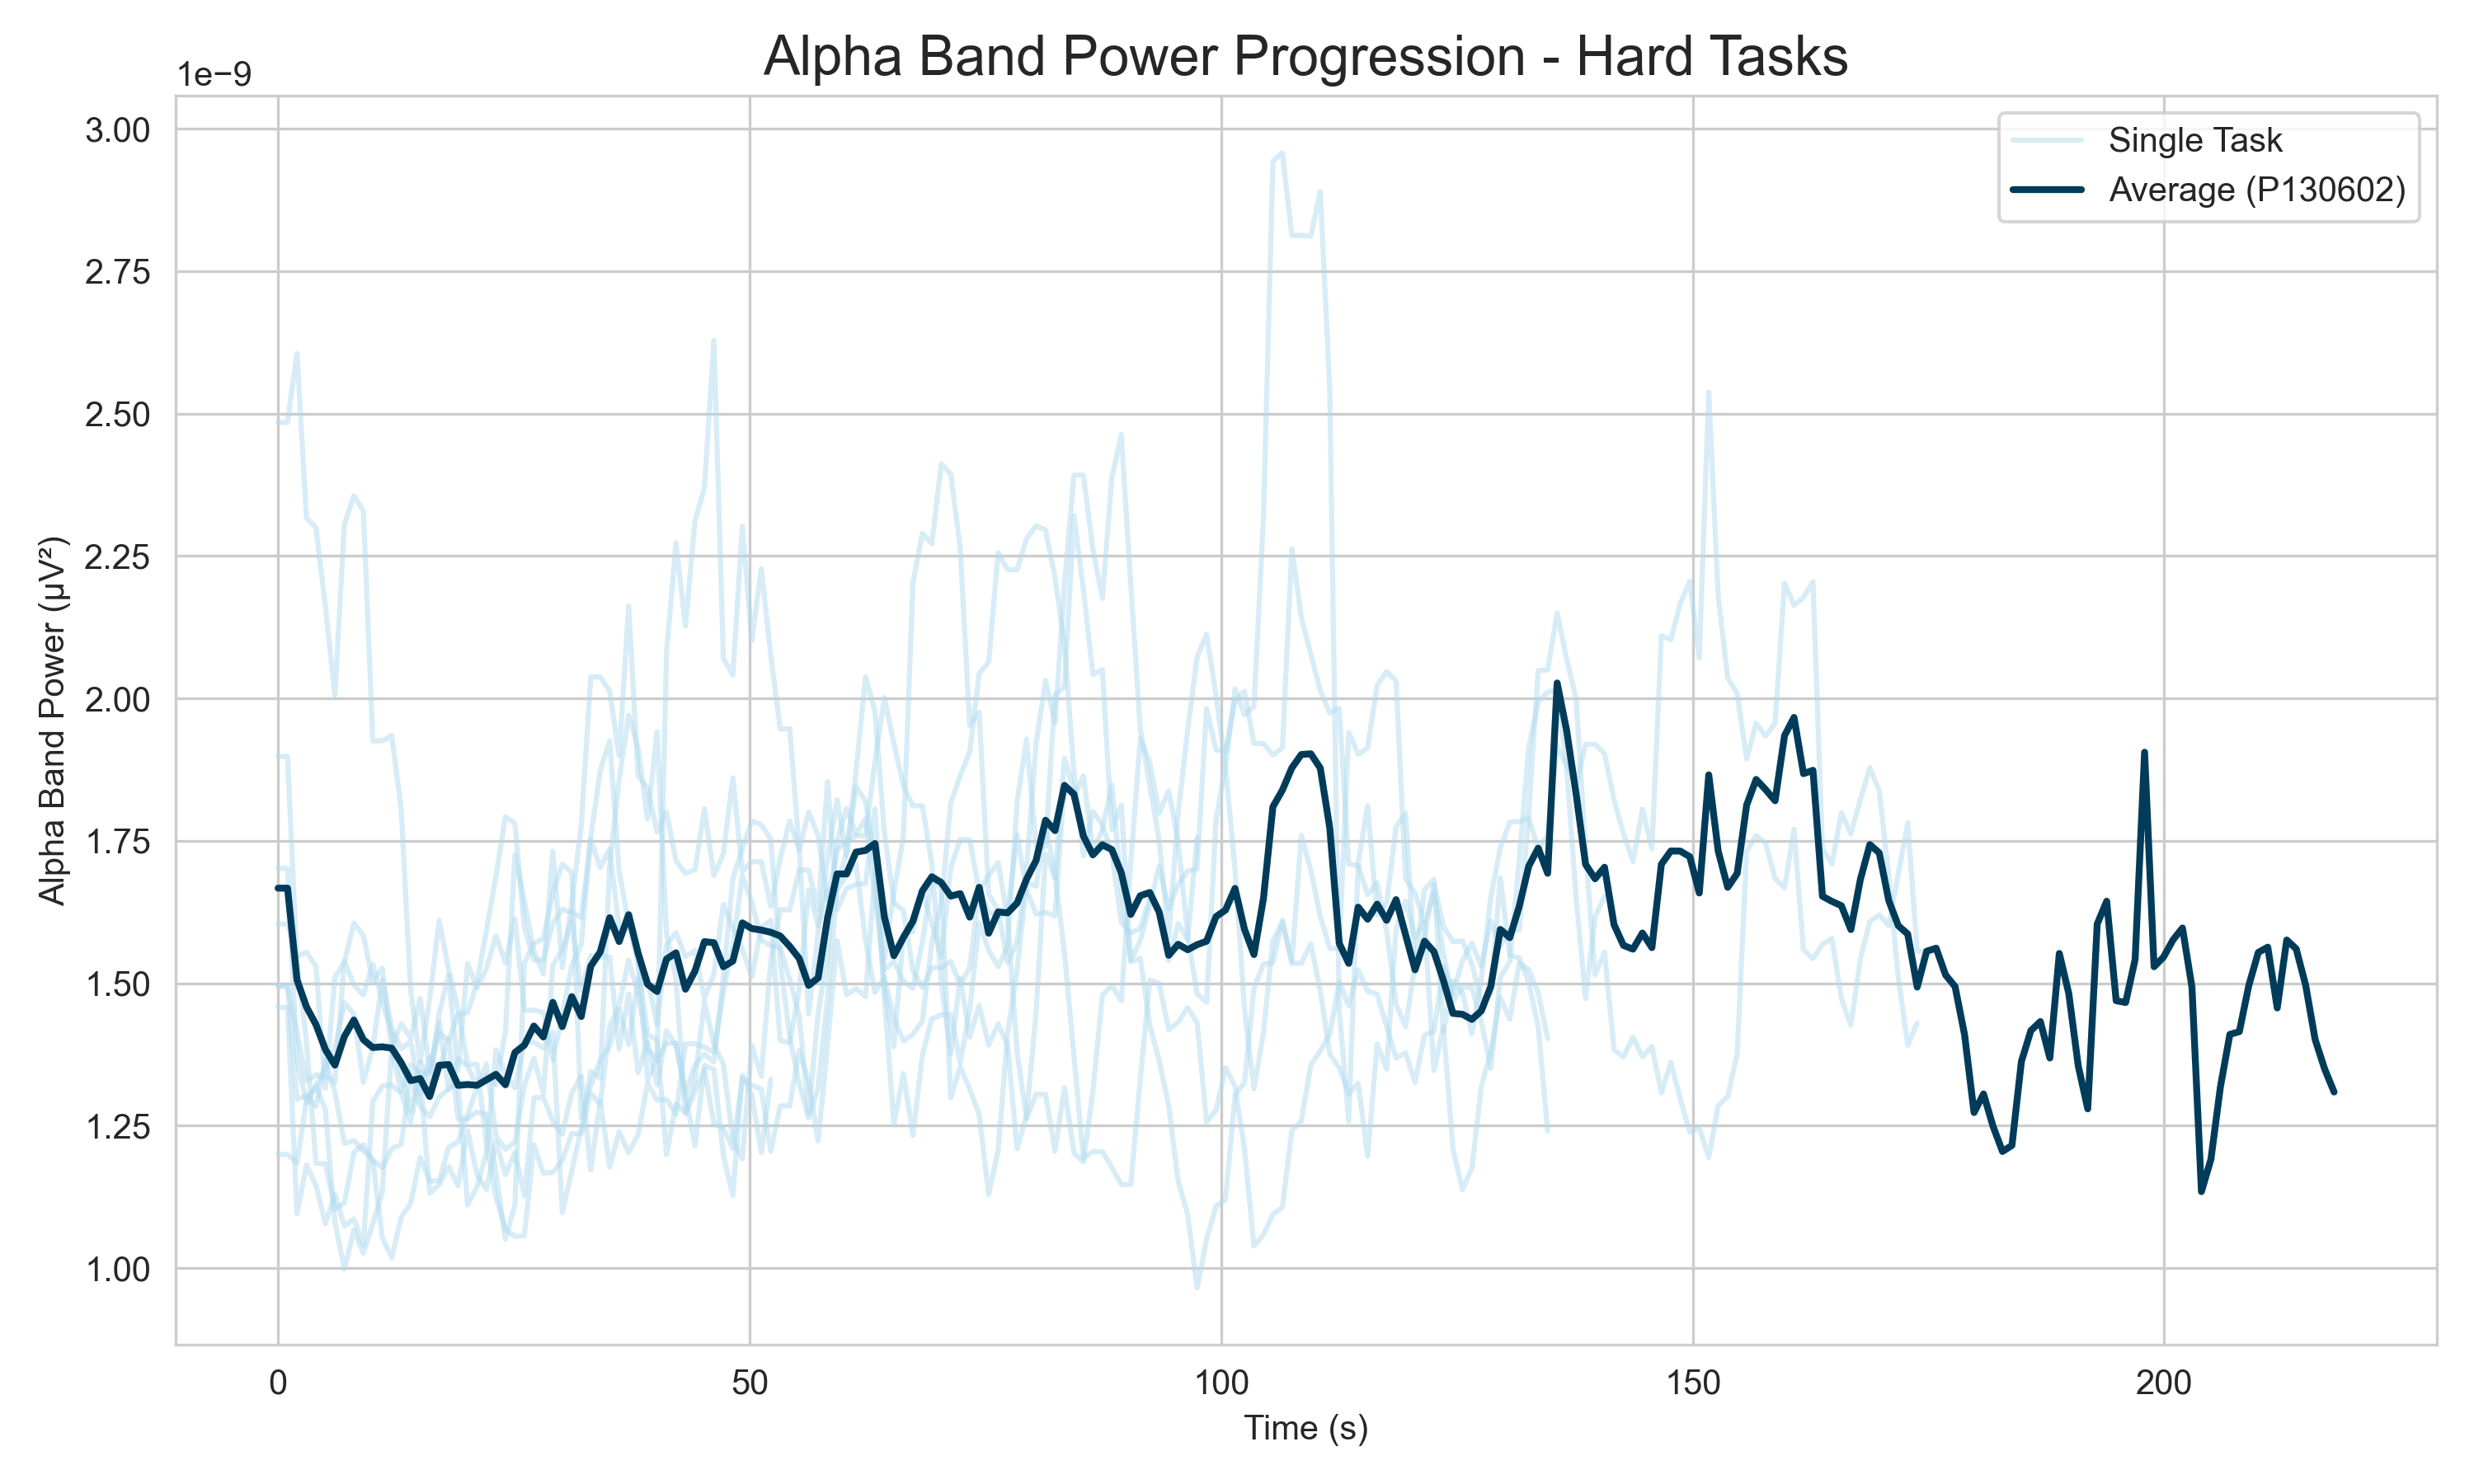 Alpha Band Power Progression - Hard Tasks
1e−9
3.00
2.75
2.50
2.25
2.00
1.75
1.50
1.25
1.00
Alpha Band Power (µV²)
Single Task
Average (P130602)
0
50
100
150
200
Time (s)